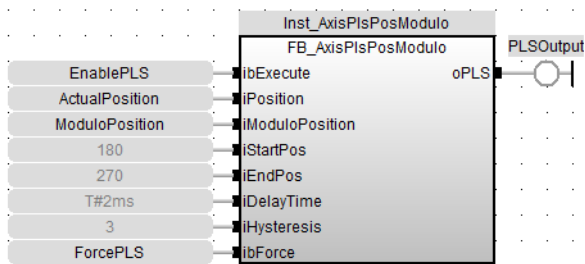 Inst_AxisPlsPosModulo
FB_AxisPlsPosModulo
PLSOutput
EnablePLS ibExecute oPLS
ActualPosition iPosition
ModuloPosition iModuloPosition
180 iStartPos
270 iEndPos
T#2ms iDelayTime
3 iHysteresis
ForcePLS ibForce